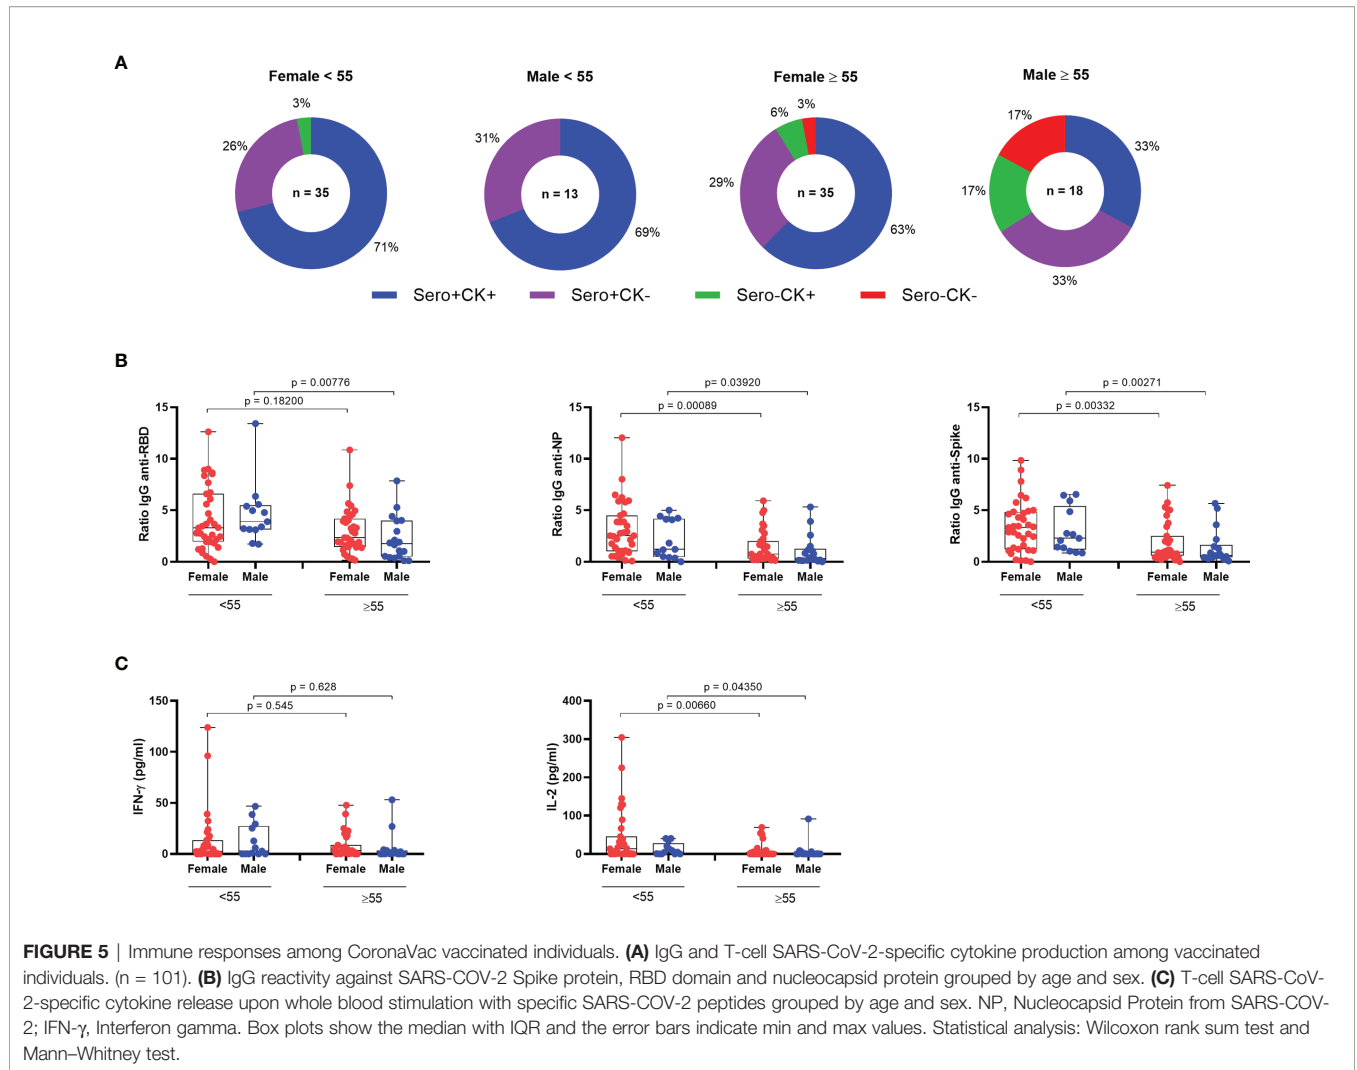 A
Female < 55
Male < 55
Female ≥ 55
Male ≥ 55
3%
26%
n = 35
71%
31%
n = 13
69%
6%
3%
29%
n = 35
63%
17%
33%
17%
n = 18
33%
Sero+CK+
Sero+CK-
Sero-CK+
Sero-CK-
B
p = 0.00776
p = 0.18200
Ratio IgG anti-RBD
15
10
5
0
Female
Male
Female
Male
<55
≥55
p= 0.03920
p = 0.00089
Ratio IgG anti-NP
15
10
5
0
Female
Male
Female
Male
<55
≥55
p = 0.00271
p = 0.00332
Ratio IgG anti-Spike
15
10
5
0
Female
Male
Female
Male
<55
≥55
C
p = 0.628
p = 0.545
IFN-γ (pg/ml)
150
100
50
0
Female
Male
Female
Male
<55
≥55
p = 0.04350
p = 0.00660
IL-2 (pg/ml)
400
300
200
100
0
Female
Male
Female
Male
<55
≥55
FIGURE 5 | Immune responses among CoronaVac vaccinated individuals. (A) IgG and T-cell SARS-CoV-2-specific cytokine production among vaccinated
individuals. (n = 101). (B) IgG reactivity against SARS-COV-2 Spike protein, RBD domain and nucleocapsid protein grouped by age and sex. (C) T-cell SARS-CoV-
2-specific cytokine release upon whole blood stimulation with specific SARS-COV-2 peptides grouped by age and sex. NP, Nucleocapsid Protein from SARS-COV-
2; IFN-γ, Interferon gamma. Box plots show the median with IQR and the error bars indicate min and max values. Statistical analysis: Wilcoxon rank sum test and
Mann–Whitney test.